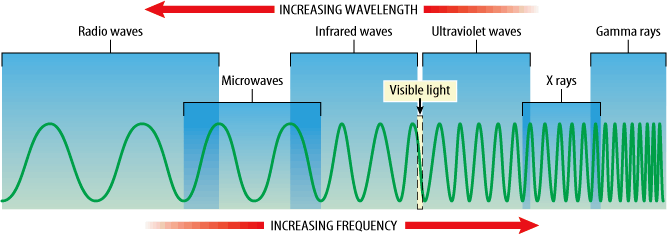 INCREASING WAVELENGTH
Radio waves
Infrared waves
Ultraviolet waves
Gamma rays
Microwaves
Visible light
X rays
INCREASING FREQUENCY